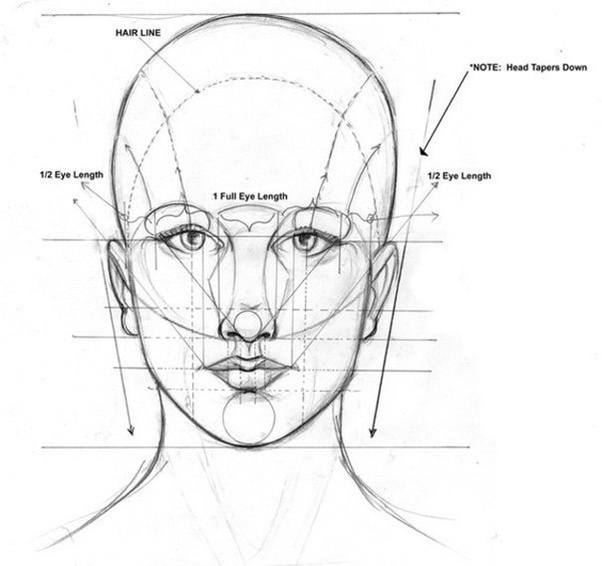 HAIR LINE
*NOTE: Head Tapers Down
1/2 Eye Length
1 Full Eye Length
1/2 Eye Length